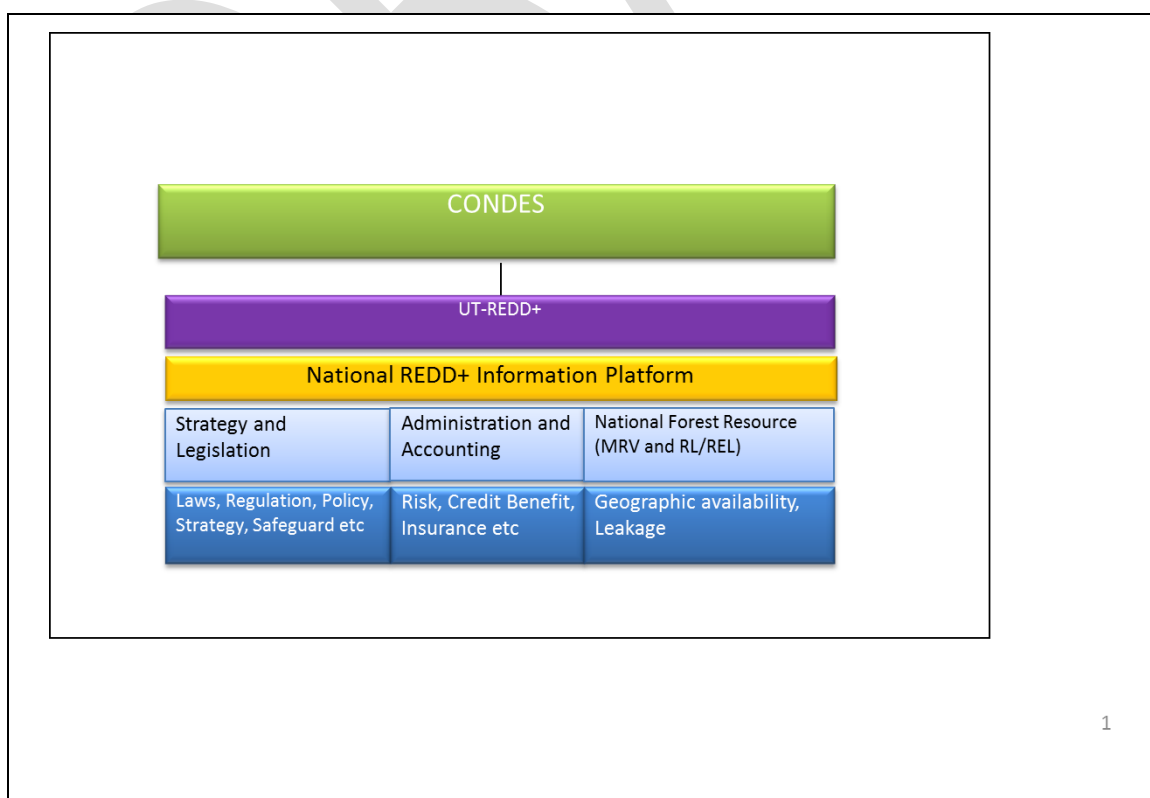 CONDES
UT-REDD+
National REDD+ Information Platform
Strategy and
Legislation
Administration and
Accounting
National Forest Resource
(MRV and RL/REL)
Laws, Regulation, Policy,
Strategy, Safeguard etc
Risk, Credit Benefit,
Insurance etc
Geographic availability,
Leakage
1